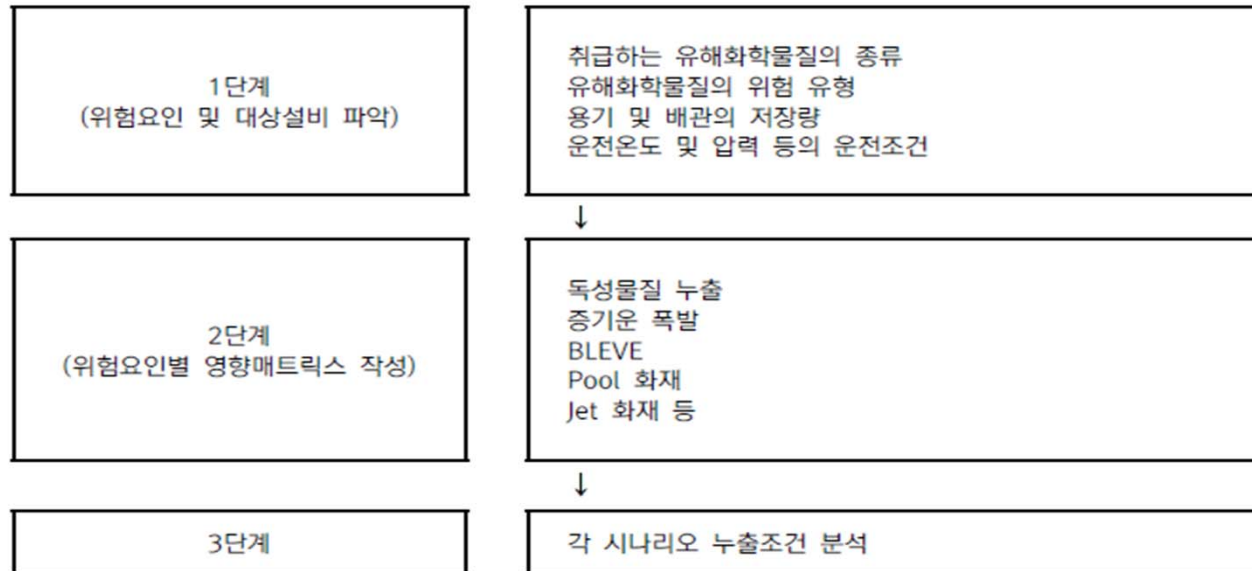 1단계
(위험요인 및 대상설비 파악)
취급하는 유해화학물질의 종류
유해화학물질의 위험 유형
용기 및 배관의 저장량
운전온도 및 압력 등의 운전조건
↓
2단계
(위험요인별 영향매트릭스 작성)
독성물질 누출
증기운 폭발
BLEVE
Pool 화재
Jet 화재 등
↓
3단계
각 시나리오 누출조건 분석